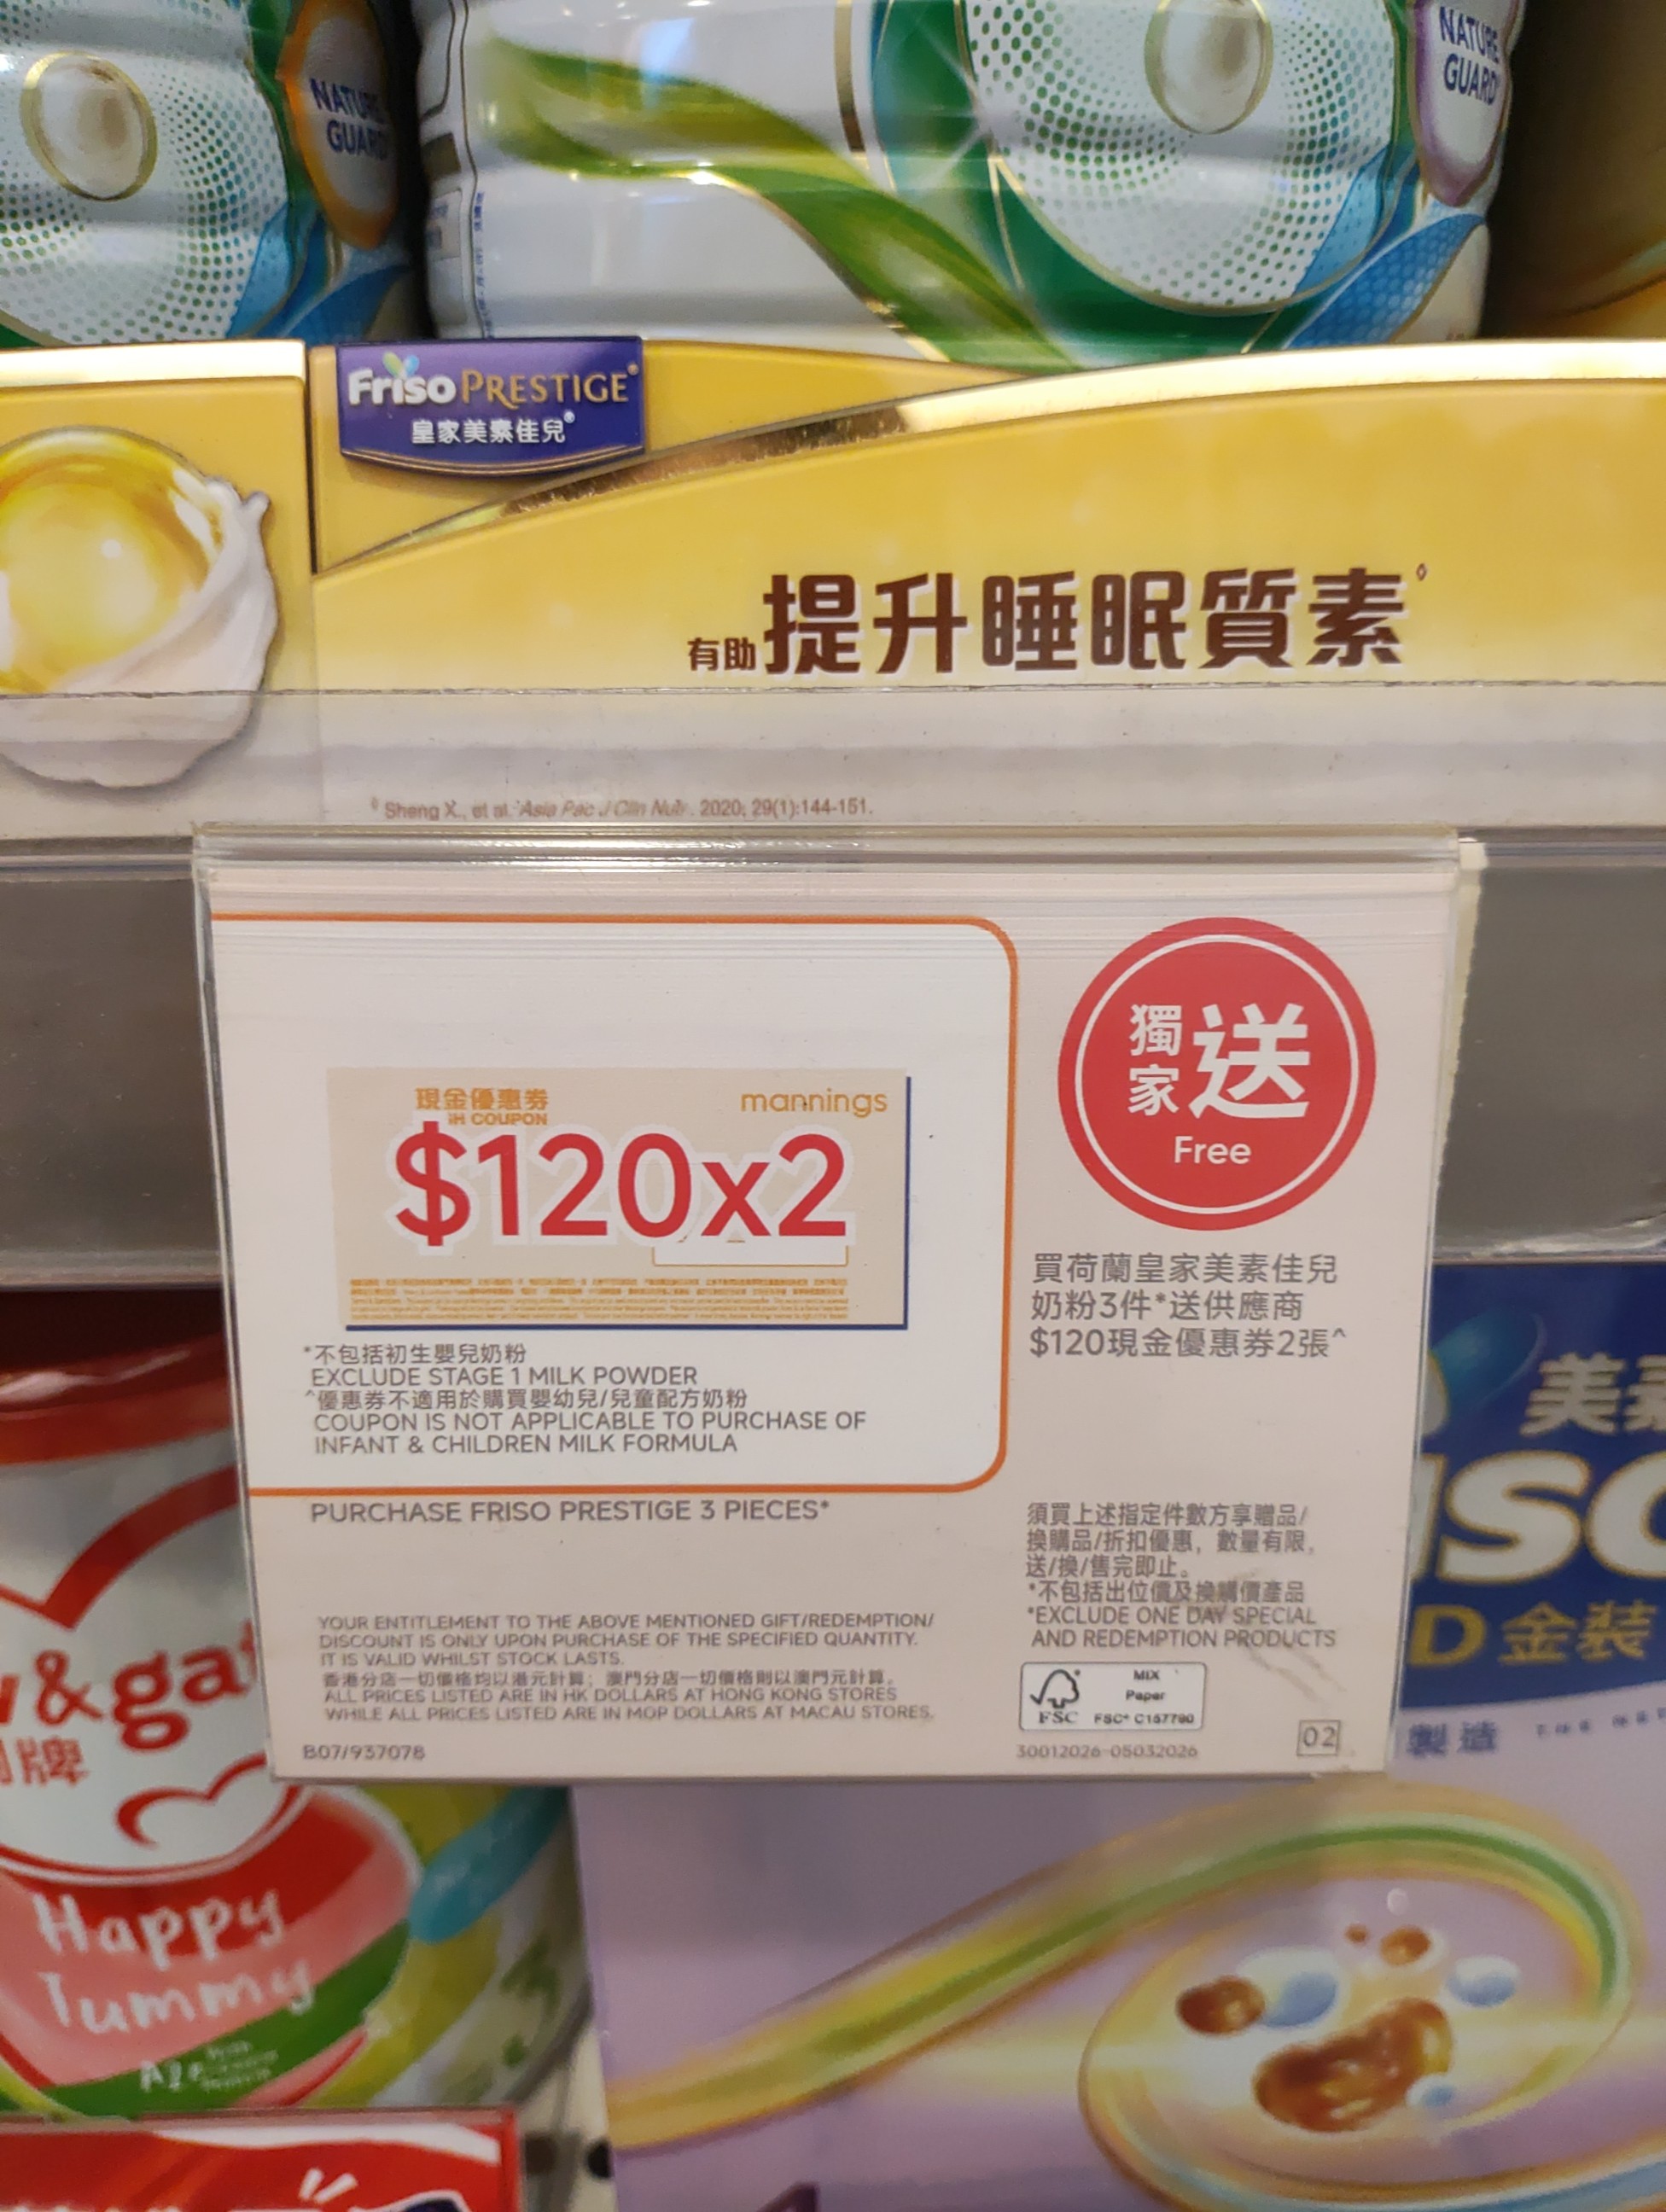 NATURE
GUARD
NATURE
GUARD
Friso PRESTIGE®
皇家美素佳兒®
有助提升睡眠質素◊
◊ Sheng X., et al. Asia Pac J Clin Nutr. 2020; 29(1):144-151.
現金優惠券
COUPON
mannings
$120x2
*不包括初生嬰兒奶粉
EXCLUDE STAGE 1 MILK POWDER
^優惠券不適用於購買嬰幼兒/兒童配方奶粉
COUPON IS NOT APPLICABLE TO PURCHASE OF
INFANT & CHILDREN MILK FORMULA
PURCHASE FRISO PRESTIGE 3 PIECES*
YOUR ENTITLEMENT TO THE ABOVE MENTIONED GIFT/REDEMPTION/
DISCOUNT IS ONLY UPON PURCHASE OF THE SPECIFIED QUANTITY.
IT IS VALID WHILST STOCK LASTS.
香港分店一切價格均以港元計算；澳門分店一切價格則以澳門元計算。
ALL PRICES LISTED ARE IN HK DOLLARS AT HONG KONG STORES
WHILE ALL PRICES LISTED ARE IN MOP DOLLARS AT MACAU STORES.
B07/937078
獨家送
Free
買荷蘭皇家美素佳兒
奶粉3件*送供應商
$120現金優惠券2張^
須買上述指定件數方享贈品/
換購品/折扣優惠，數量有限，
送/換/售完即止。
*不包括出位價及換購價產品
*EXCLUDE ONE DAY SPECIAL
AND REDEMPTION PRODUCTS
FSC
MIX
Paper
FSC® C157780
30012026-05032026
02
&ga
牌
Happy
Tummy
美
SO
D 金裝
製造